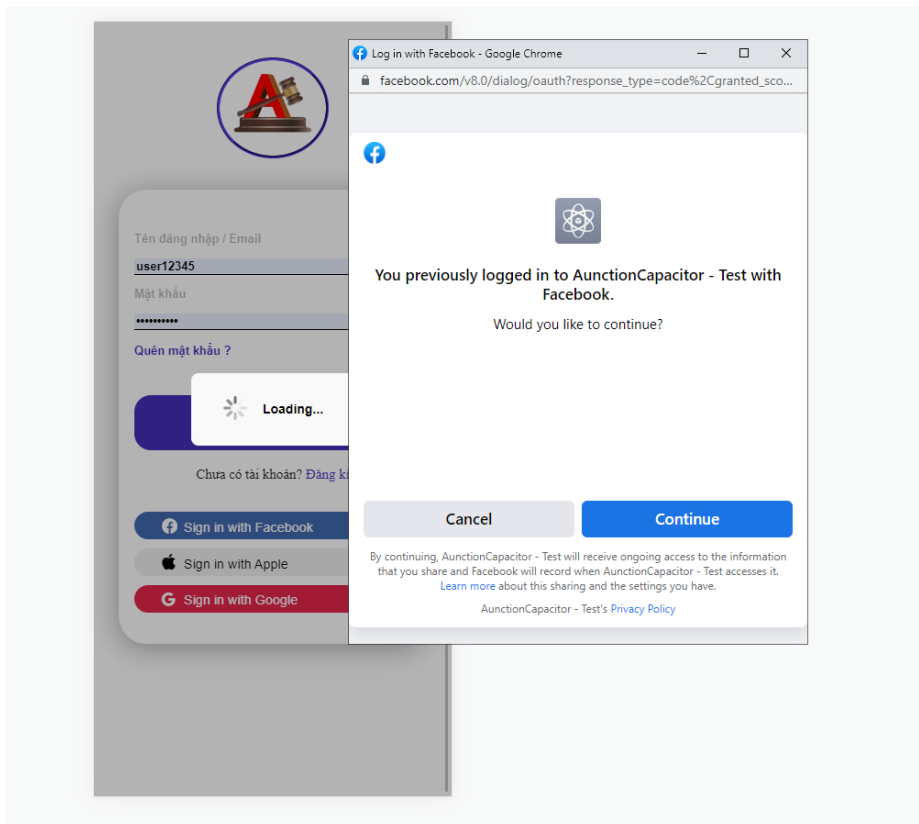 A
Tên đăng nhập / Email
user12345
Mật khẩu
••••••••••
Quên mật khẩu ?
Loading...
Chưa có tài khoản? Đăng kí
Sign in with Facebook
Sign in with Apple
G Sign in with Google
Log in with Facebook - Google Chrome
facebook.com/v8.0/dialog/oauth?response_type=code%2Cgranted_sco...
You previously logged in to AunctionCapacitor - Test with
Facebook.
Would you like to continue?
Cancel
Continue
By continuing, AunctionCapacitor - Test will receive ongoing access to the information
that you share and Facebook will record when AunctionCapacitor - Test accesses it.
Learn more about this sharing and the settings you have.
AunctionCapacitor - Test's Privacy Policy